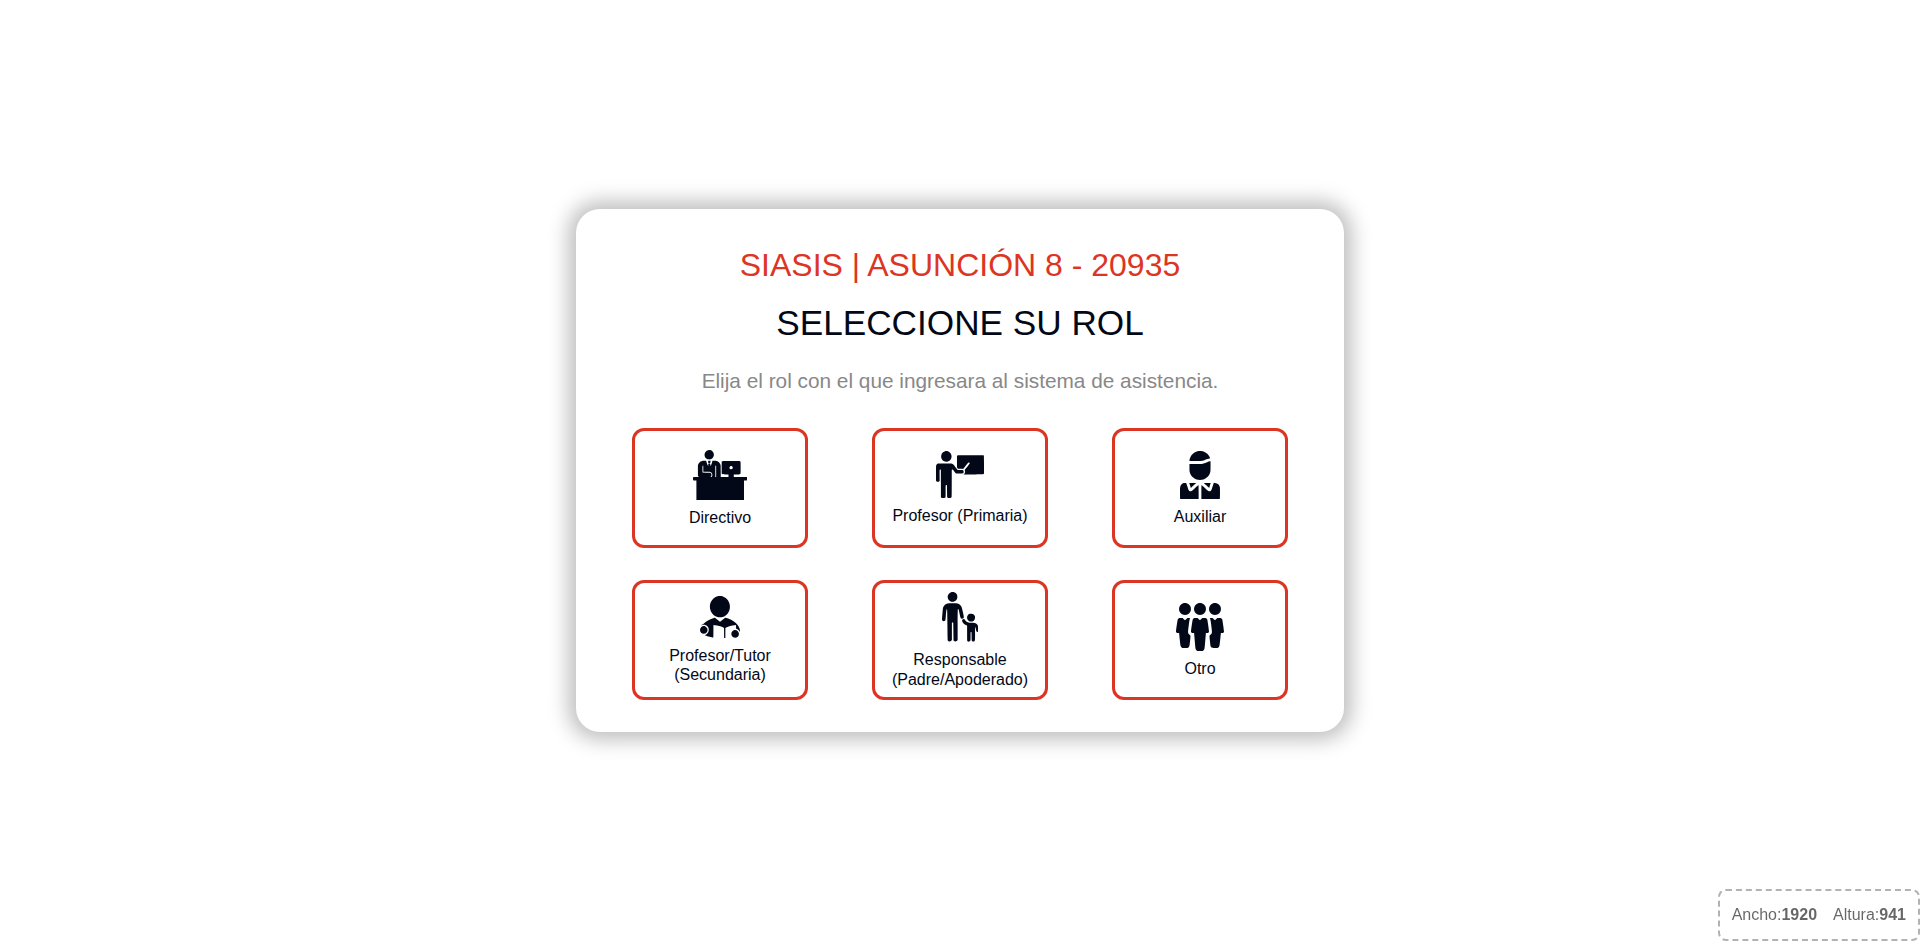 SIASIS | ASUNCIÓN 8 - 20935
SELECCIONE SU ROL
Elija el rol con el que ingresara al sistema de asistencia.
Directivo
Profesor (Primaria)
Auxiliar
Profesor/Tutor
(Secundaria)
Responsable
(Padre/Apoderado)
Otro
Ancho:1920 Altura:941